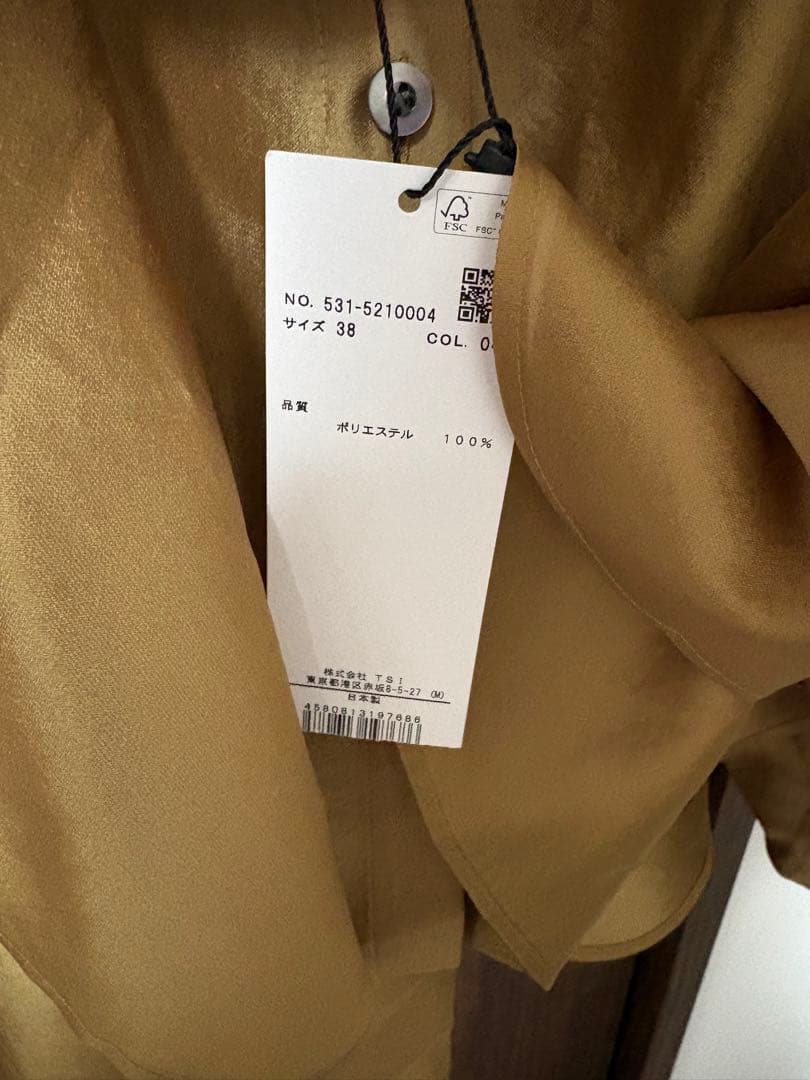 FSC
FSC™
NO. 531-5210004
サイズ 38
COL.
品質
ポリエステル 100%
株式会社 TSI
東京都港区赤坂8-5-27 (M)
日本製
4580813197686